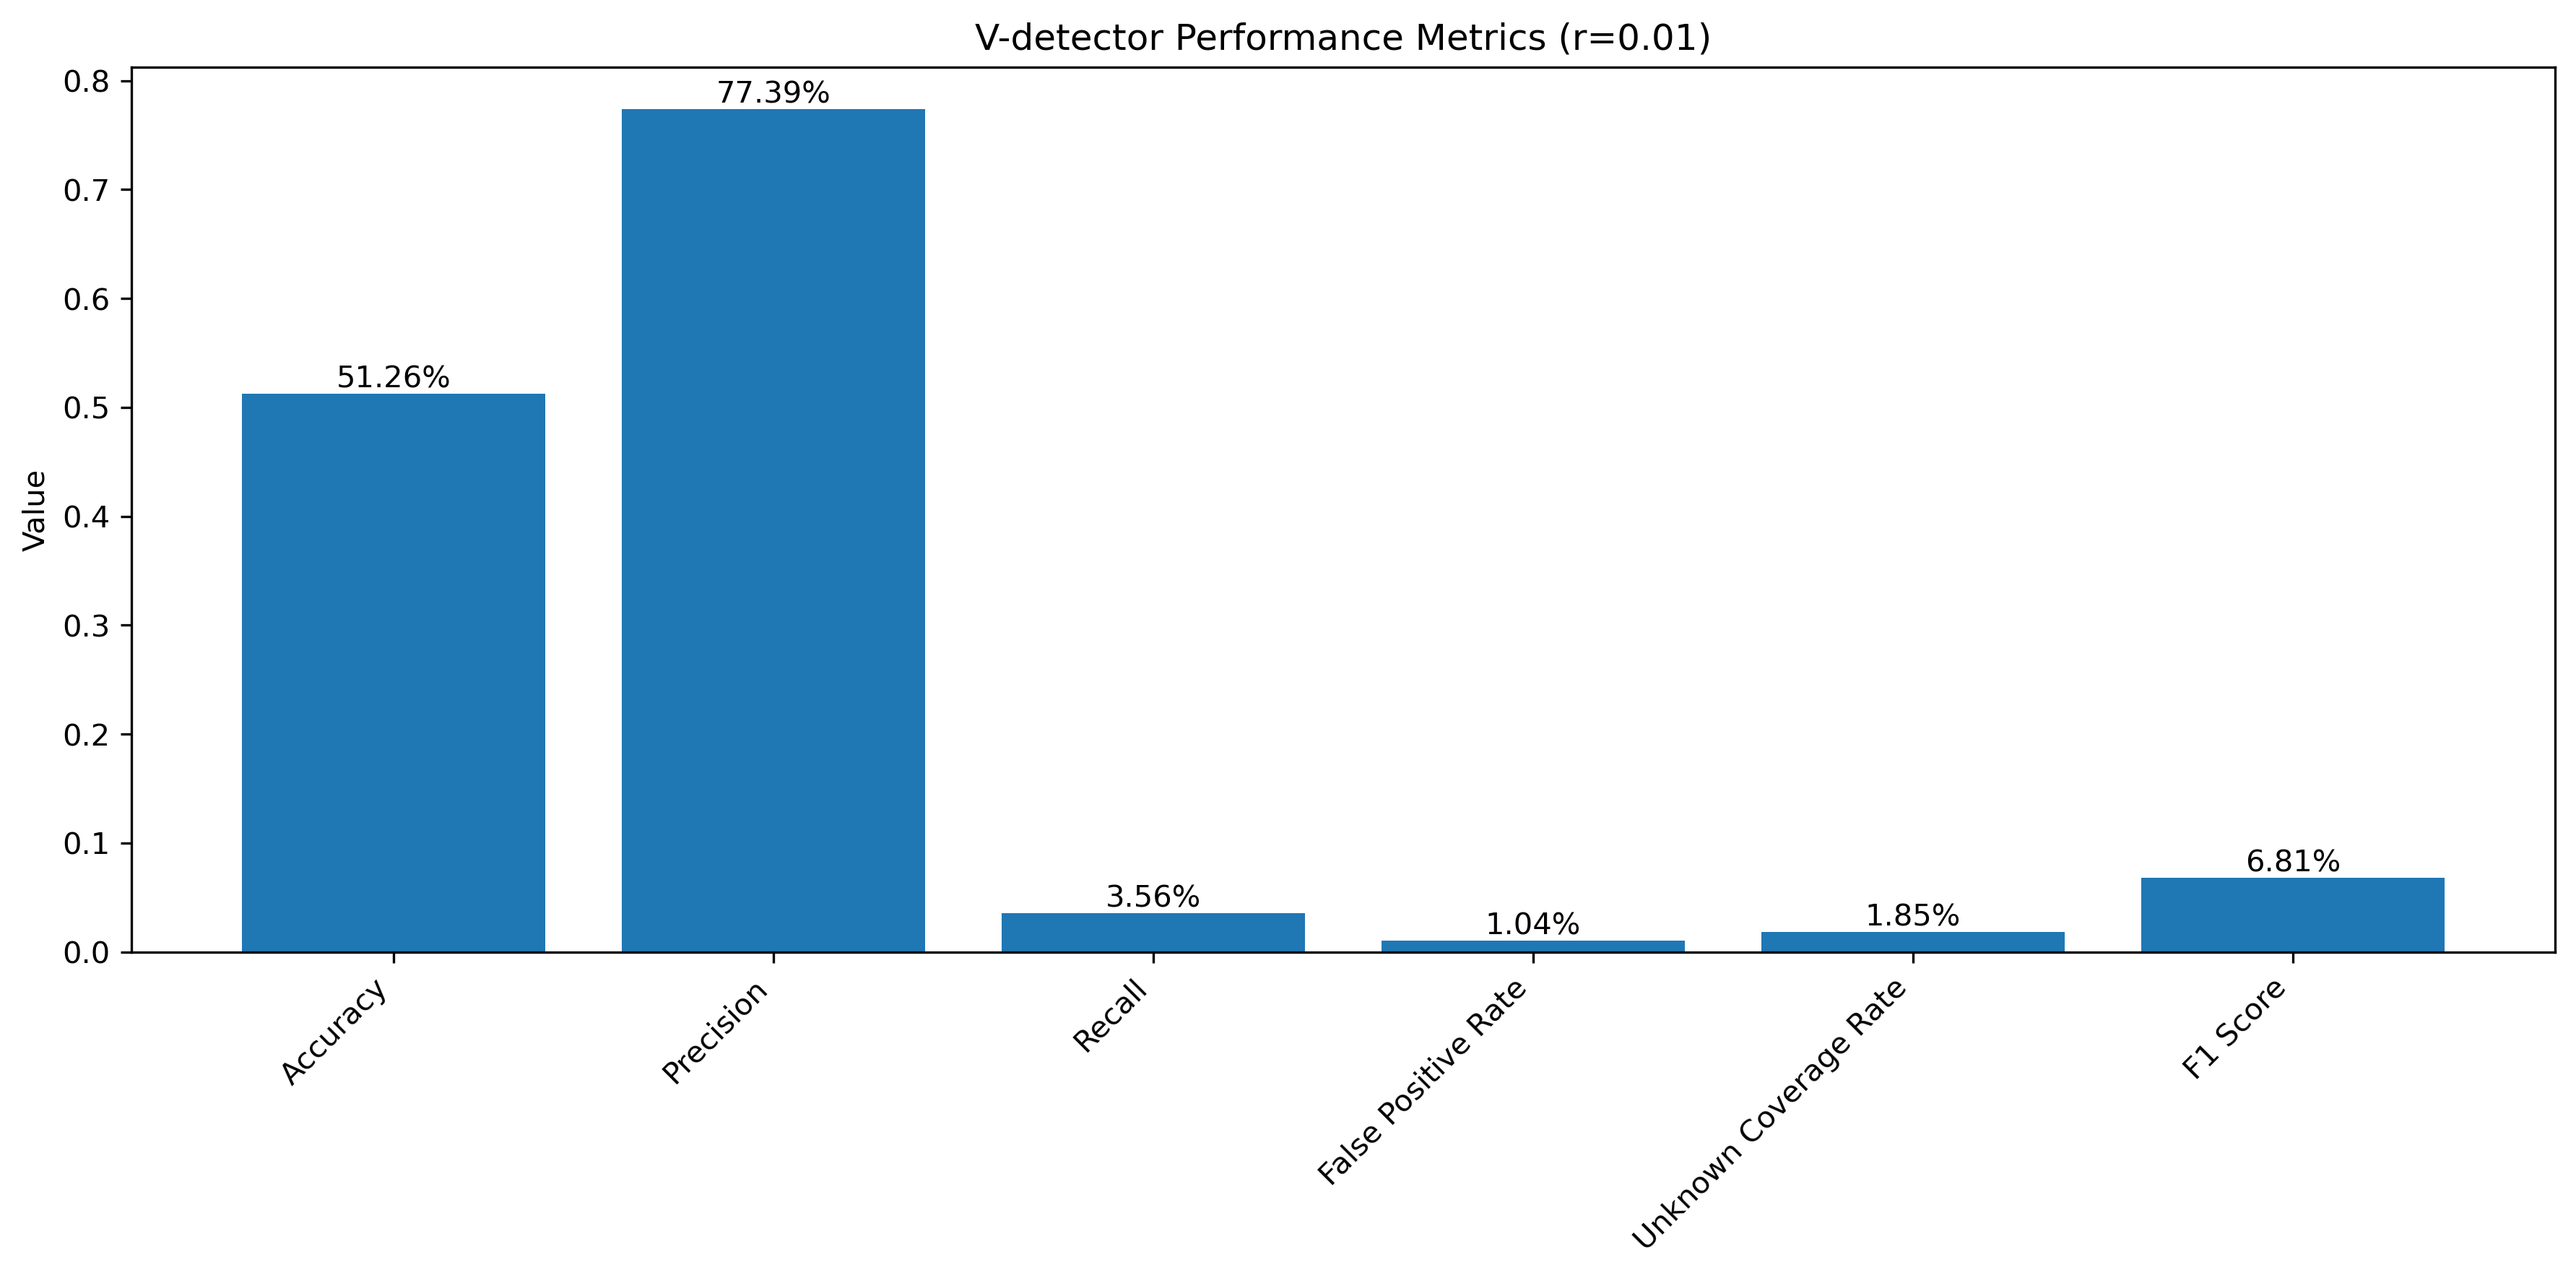 V-detector Performance Metrics (r=0.01)
Value
0.8
0.7
0.6
0.5
0.4
0.3
0.2
0.1
0.0
51.26%
77.39%
3.56%
1.04%
1.85%
6.81%
Accuracy
Precision
Recall
False Positive Rate
Unknown Coverage Rate
F1 Score